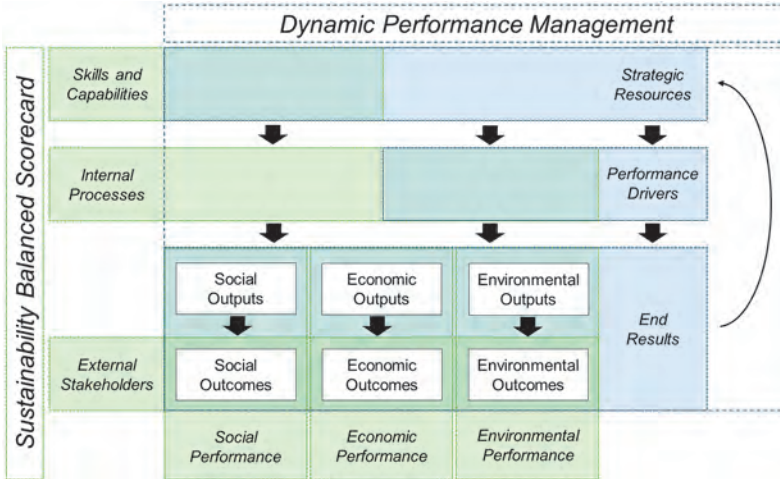 Dynamic Performance Management
Sustainability Balanced Scorecard
Skills and
Capabilities
Strategic
Resources
Internal
Processes
Performance
Drivers
Social
Outputs
Economic
Outputs
Environmental
Outputs
End
Results
External
Stakeholders
Social
Outcomes
Economic
Outcomes
Environmental
Outcomes
Social
Performance
Economic
Performance
Environmental
Performance